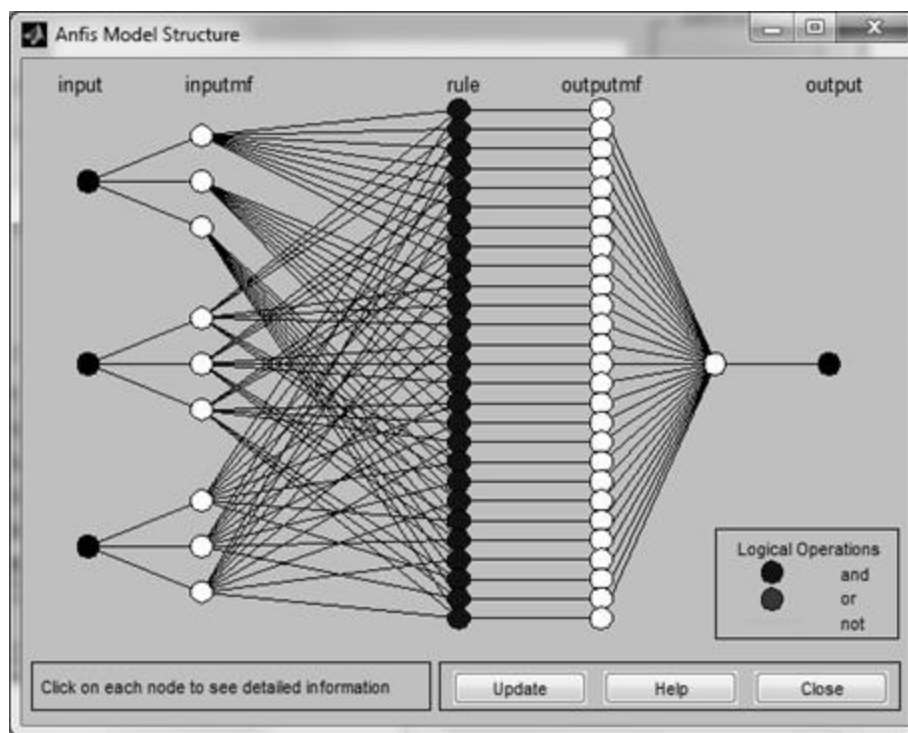 Anfis Model Structure
input inputmf rule outputmf output
Logical Operations
and
or
not
Click on each node to see detailed information
Update Help Close